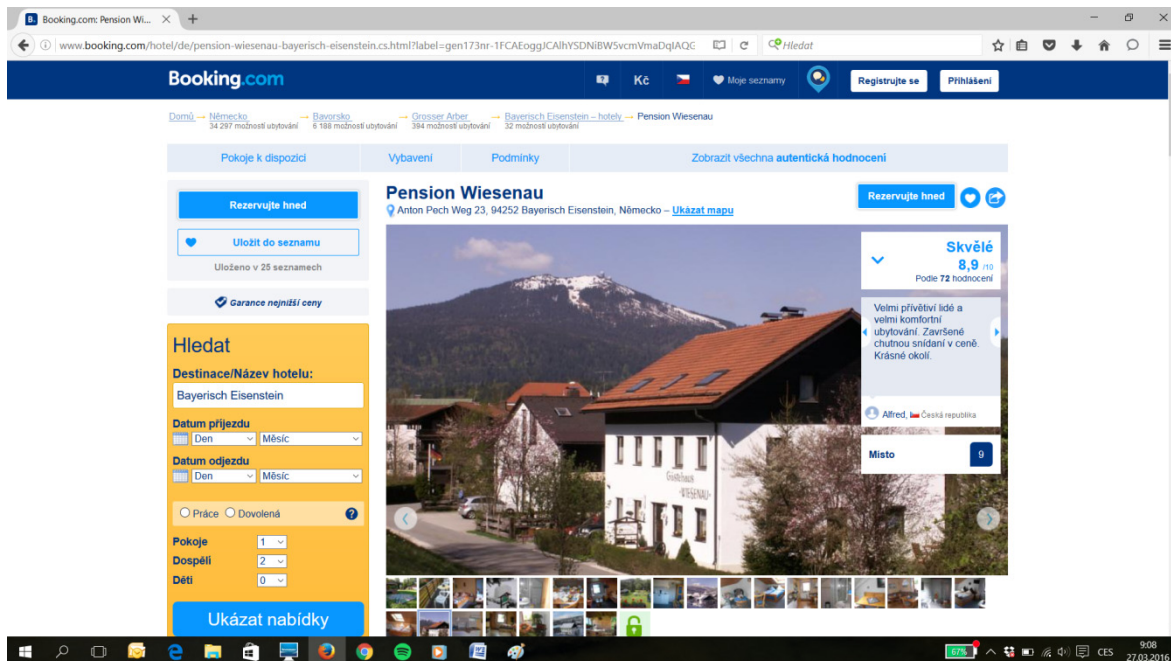 Booking.com: Pension Wi...
www.booking.com/hotel/de/pension-wiesenau-bayerisch-eisenstein.cs.html?label=gen173nr-1FCAEoggJCAlhYSDNiBW5vcmVmaDqIAQG
Hledat
Booking.com
Kč
Moje seznamy
Registrujte se
Přihlášení
Domů → Německo → Bavorsko → Grosser Arber → Bayerisch Eisenstein – hotely → Pension Wiesenau
34 297 možností ubytování 6 188 možností ubytování 394 možností ubytování 32 možností ubytování
Pokoje k dispozici
Vybavení
Podmínky
Zobrazit všechna autentická hodnocení
Rezervujte hned
Uložit do seznamu
Uloženo v 25 seznamech
Garance nejnižší ceny
Hledat
Destinace/Název hotelu:
Bayerisch Eisenstein
Datum příjezdu
Den Měsíc
Datum odjezdu
Den Měsíc
Práce Dovolená
Pokoje 1
Dospělí 2
Děti 0
Ukázat nabídky
Pension Wiesenau
Anton Pech Weg 23, 94252 Bayerisch Eisenstein, Německo – Ukázat mapu
Rezervujte hned
Skvělé
8,9 /10
Podle 72 hodnocení
Velmi přívětiví lidé a
velmi komfortní
ubytování. Završené
chutnou snídaní v ceně.
Krásné okolí.
Alfred, Česká republika
Místo 9
Gästehaus
-WIESENAU-
67%
CES
9:08
27.03.2016